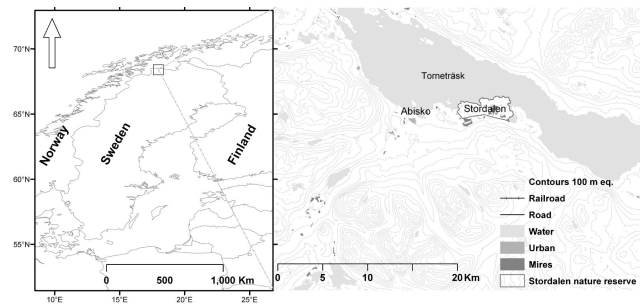 70°N
65°N
60°N
55°N
Norway
Sweden
Finland
0 500 1,000 Km
10°E 15°E 20°E 25°E
Torneträsk
Abisko
Stordalen
0 5 10 20 Km
Contours 100 m eq.
Railroad
Road
Water
Urban
Mires
Stordalen nature reserve